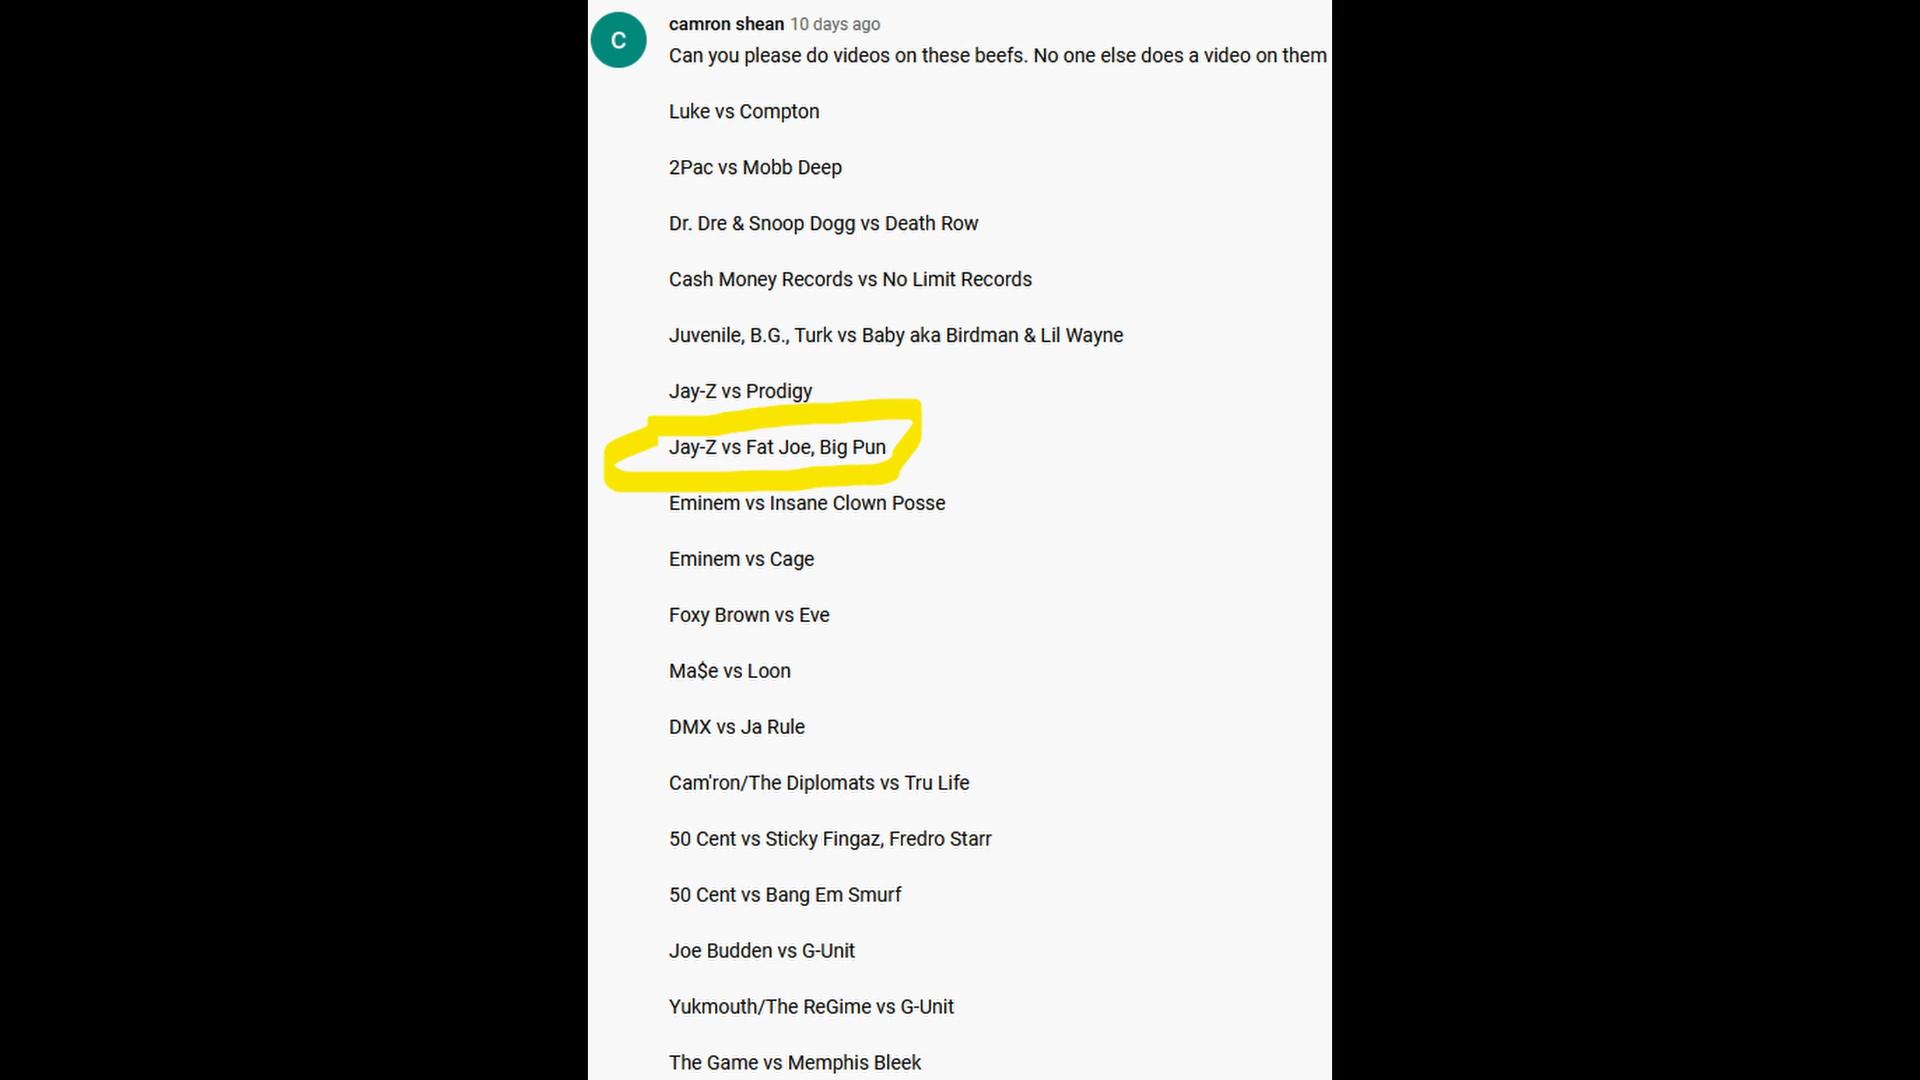 C
camron shean 10 days ago
Can you please do videos on these beefs. No one else does a video on them
Luke vs Compton
2Pac vs Mobb Deep
Dr. Dre & Snoop Dogg vs Death Row
Cash Money Records vs No Limit Records
Juvenile, B.G., Turk vs Baby aka Birdman & Lil Wayne
Jay-Z vs Prodigy
Jay-Z vs Fat Joe, Big Pun
Eminem vs Insane Clown Posse
Eminem vs Cage
Foxy Brown vs Eve
Ma$e vs Loon
DMX vs Ja Rule
Cam'ron/The Diplomats vs Tru Life
50 Cent vs Sticky Fingaz, Fredro Starr
50 Cent vs Bang Em Smurf
Joe Budden vs G-Unit
Yukmouth/The ReGime vs G-Unit
The Game vs Memphis Bleek